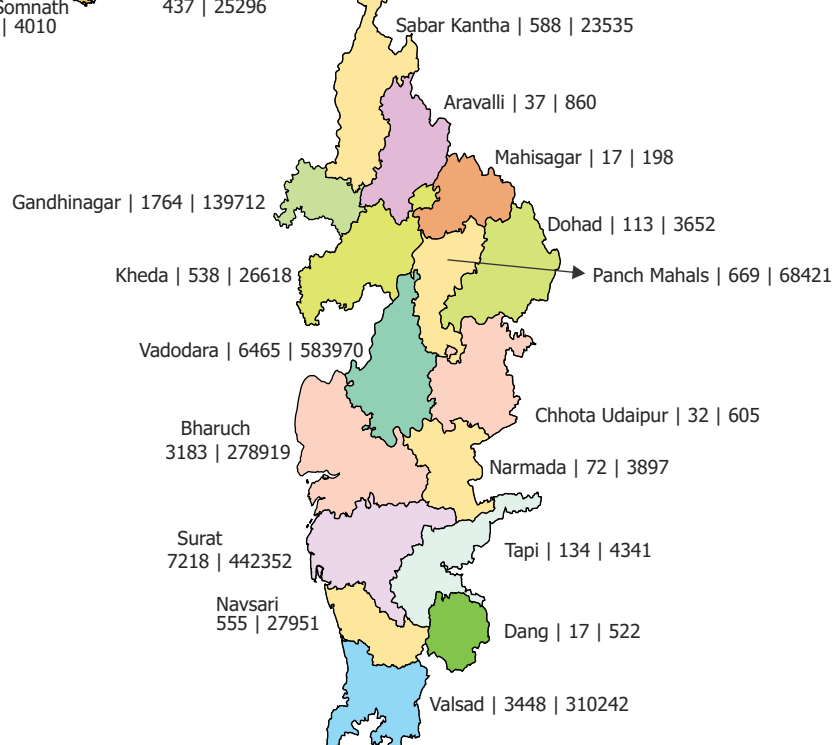 Somnath
| 4010
437 | 25296
Sabar Kantha | 588 | 23535
Aravalli | 37 | 860
Mahisagar | 17 | 198
Gandhinagar | 1764 | 139712
Dohad | 113 | 3652
Kheda | 538 | 26618
Panch Mahals | 669 | 68421
Vadodara | 6465 | 583970
Chhota Udaipur | 32 | 605
Bharuch
3183 | 278919
Narmada | 72 | 3897
Surat
7218 | 442352
Tapi | 134 | 4341
Navsari
555 | 27951
Dang | 17 | 522
Valsad | 3448 | 310242